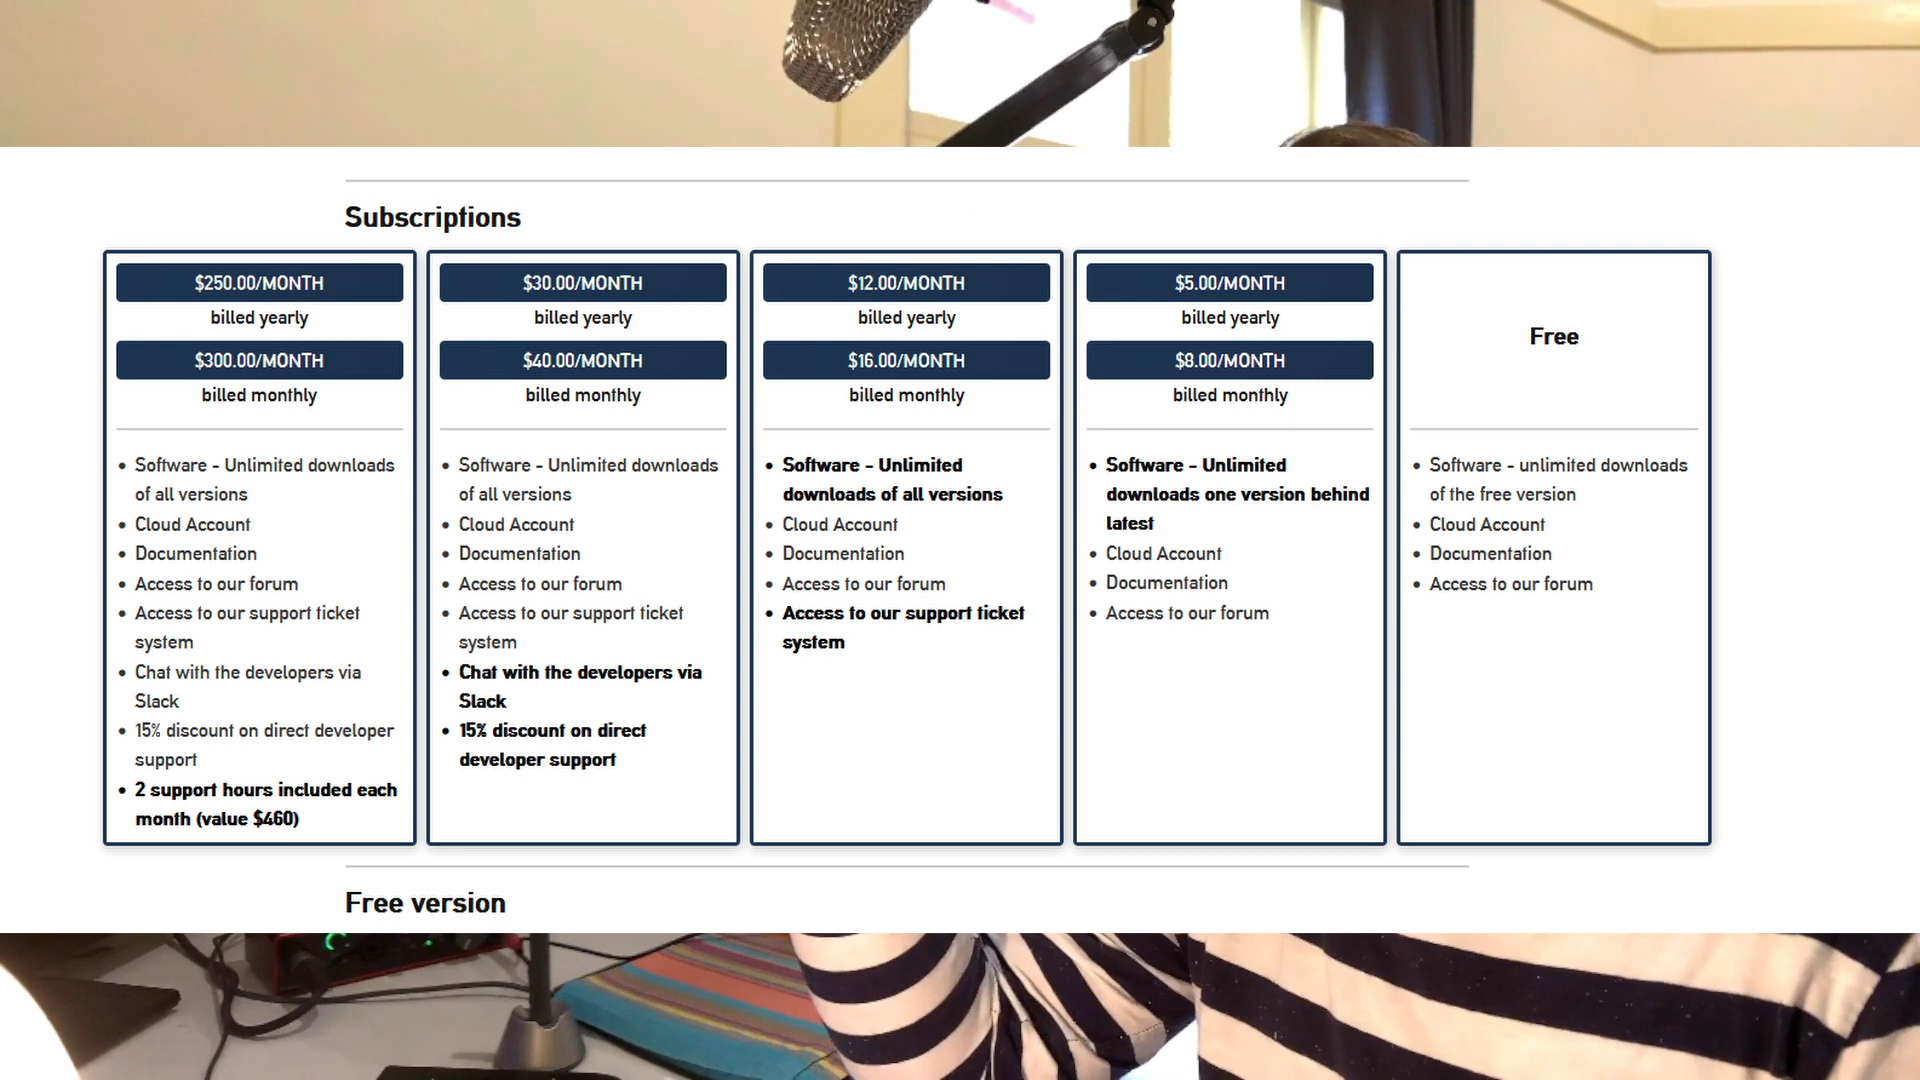 Subscriptions
$250.00/MONTH
billed yearly
$300.00/MONTH
billed monthly
• Software - Unlimited downloads
of all versions
• Cloud Account
• Documentation
• Access to our forum
• Access to our support ticket
system
• Chat with the developers via
Slack
• 15% discount on direct developer
support
• 2 support hours included each
month (value $460)
$30.00/MONTH
billed yearly
$40.00/MONTH
billed monthly
• Software - Unlimited downloads
of all versions
• Cloud Account
• Documentation
• Access to our forum
• Access to our support ticket
system
• Chat with the developers via
Slack
• 15% discount on direct
developer support
$12.00/MONTH
billed yearly
$16.00/MONTH
billed monthly
• Software - Unlimited
downloads of all versions
• Cloud Account
• Documentation
• Access to our forum
• Access to our support ticket
system
$5.00/MONTH
billed yearly
$8.00/MONTH
billed monthly
• Software - Unlimited
downloads one version behind
latest
• Cloud Account
• Documentation
• Access to our forum
Free
• Software - unlimited downloads
of the free version
• Cloud Account
• Documentation
• Access to our forum
Free version